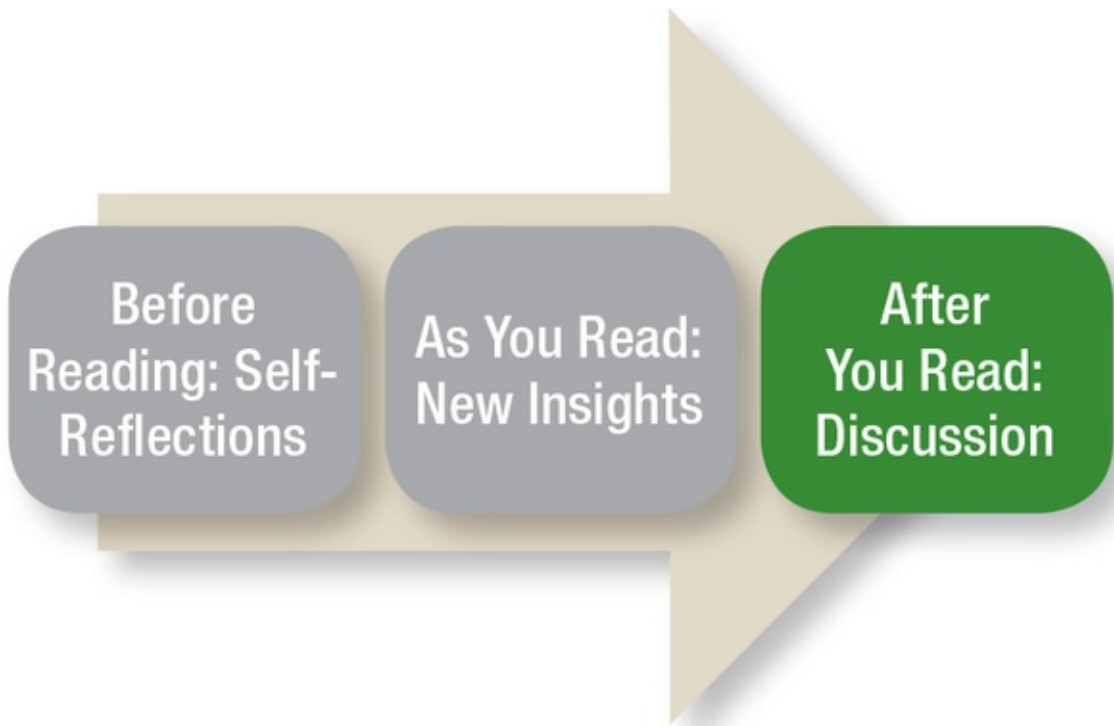 Before
Reading: Self-
Reflections
As You Read:
New Insights
After
You Read:
Discussion